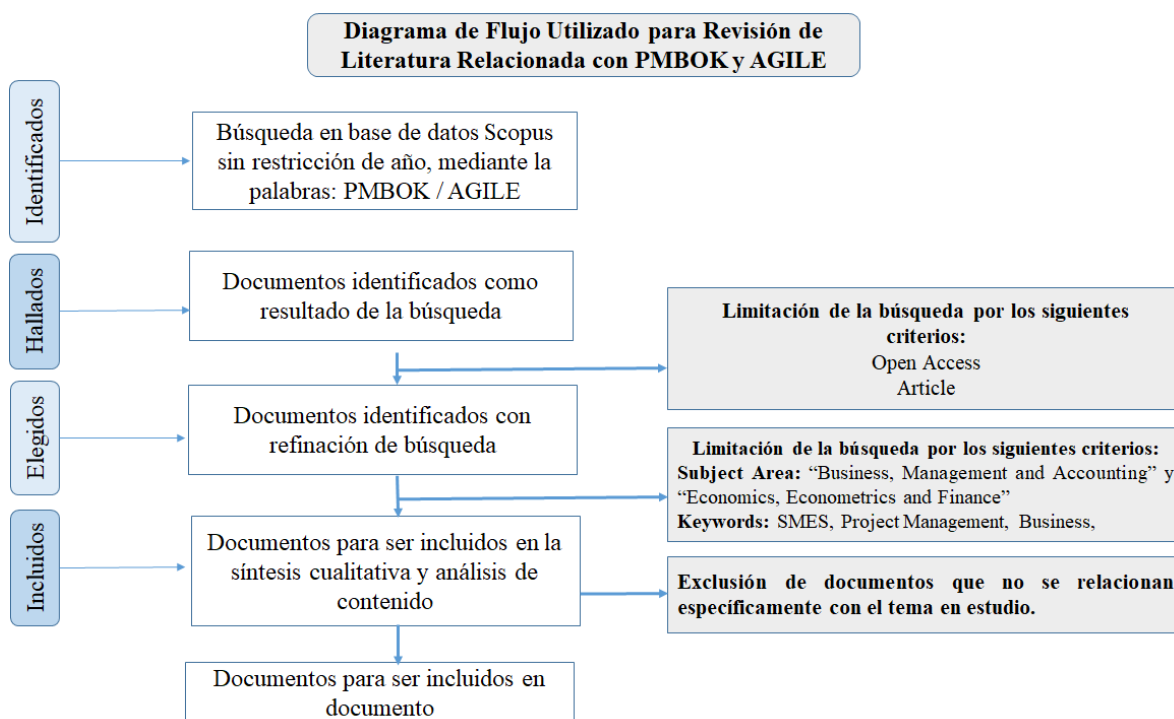 Diagrama de Flujo Utilizado para Revisión de
Literatura Relacionada con PMBOK y AGILE
Identificados
Búsqueda en base de datos Scopus
sin restricción de año, mediante la
palabras: PMBOK / AGILE
Hallados
Documentos identificados como
resultado de la búsqueda
Limitación de la búsqueda por los siguientes
criterios:
Open Access
Article
Elegidos
Documentos identificados con
refinación de búsqueda
Limitación de la búsqueda por los siguientes criterios:
Subject Area: “Business, Management and Accounting” y
“Economics, Econometrics and Finance”
Keywords: SMES, Project Management, Business,
Incluidos
Documentos para ser incluidos en la
síntesis cualitativa y análisis de
contenido
Exclusión de documentos que no se relacionan
específicamente con el tema en estudio.
Documentos para ser incluidos en
documento